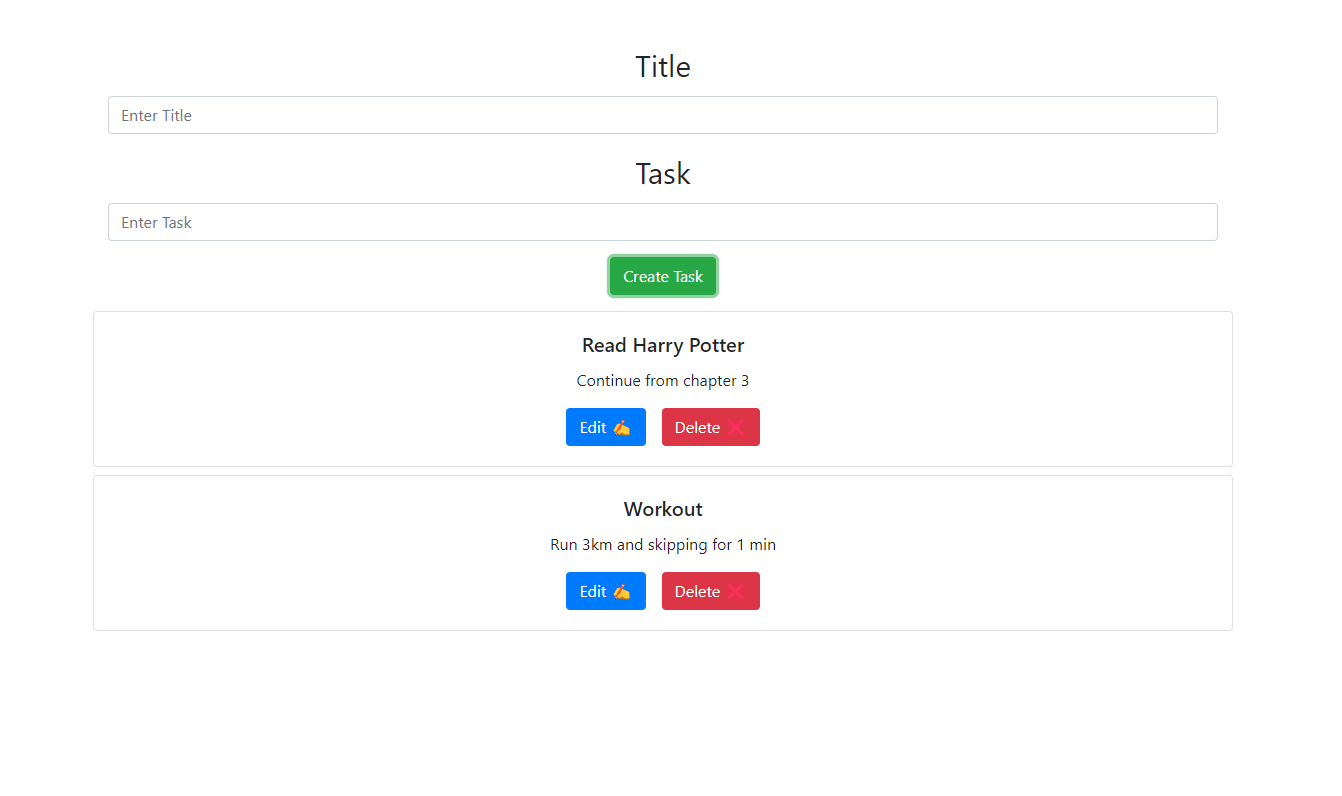 Title
Enter Title
Task
Enter Task
Create Task
Read Harry Potter
Continue from chapter 3
Edit ✍ Delete ❌
Workout
Run 3km and skipping for 1 min
Edit ✍ Delete ❌